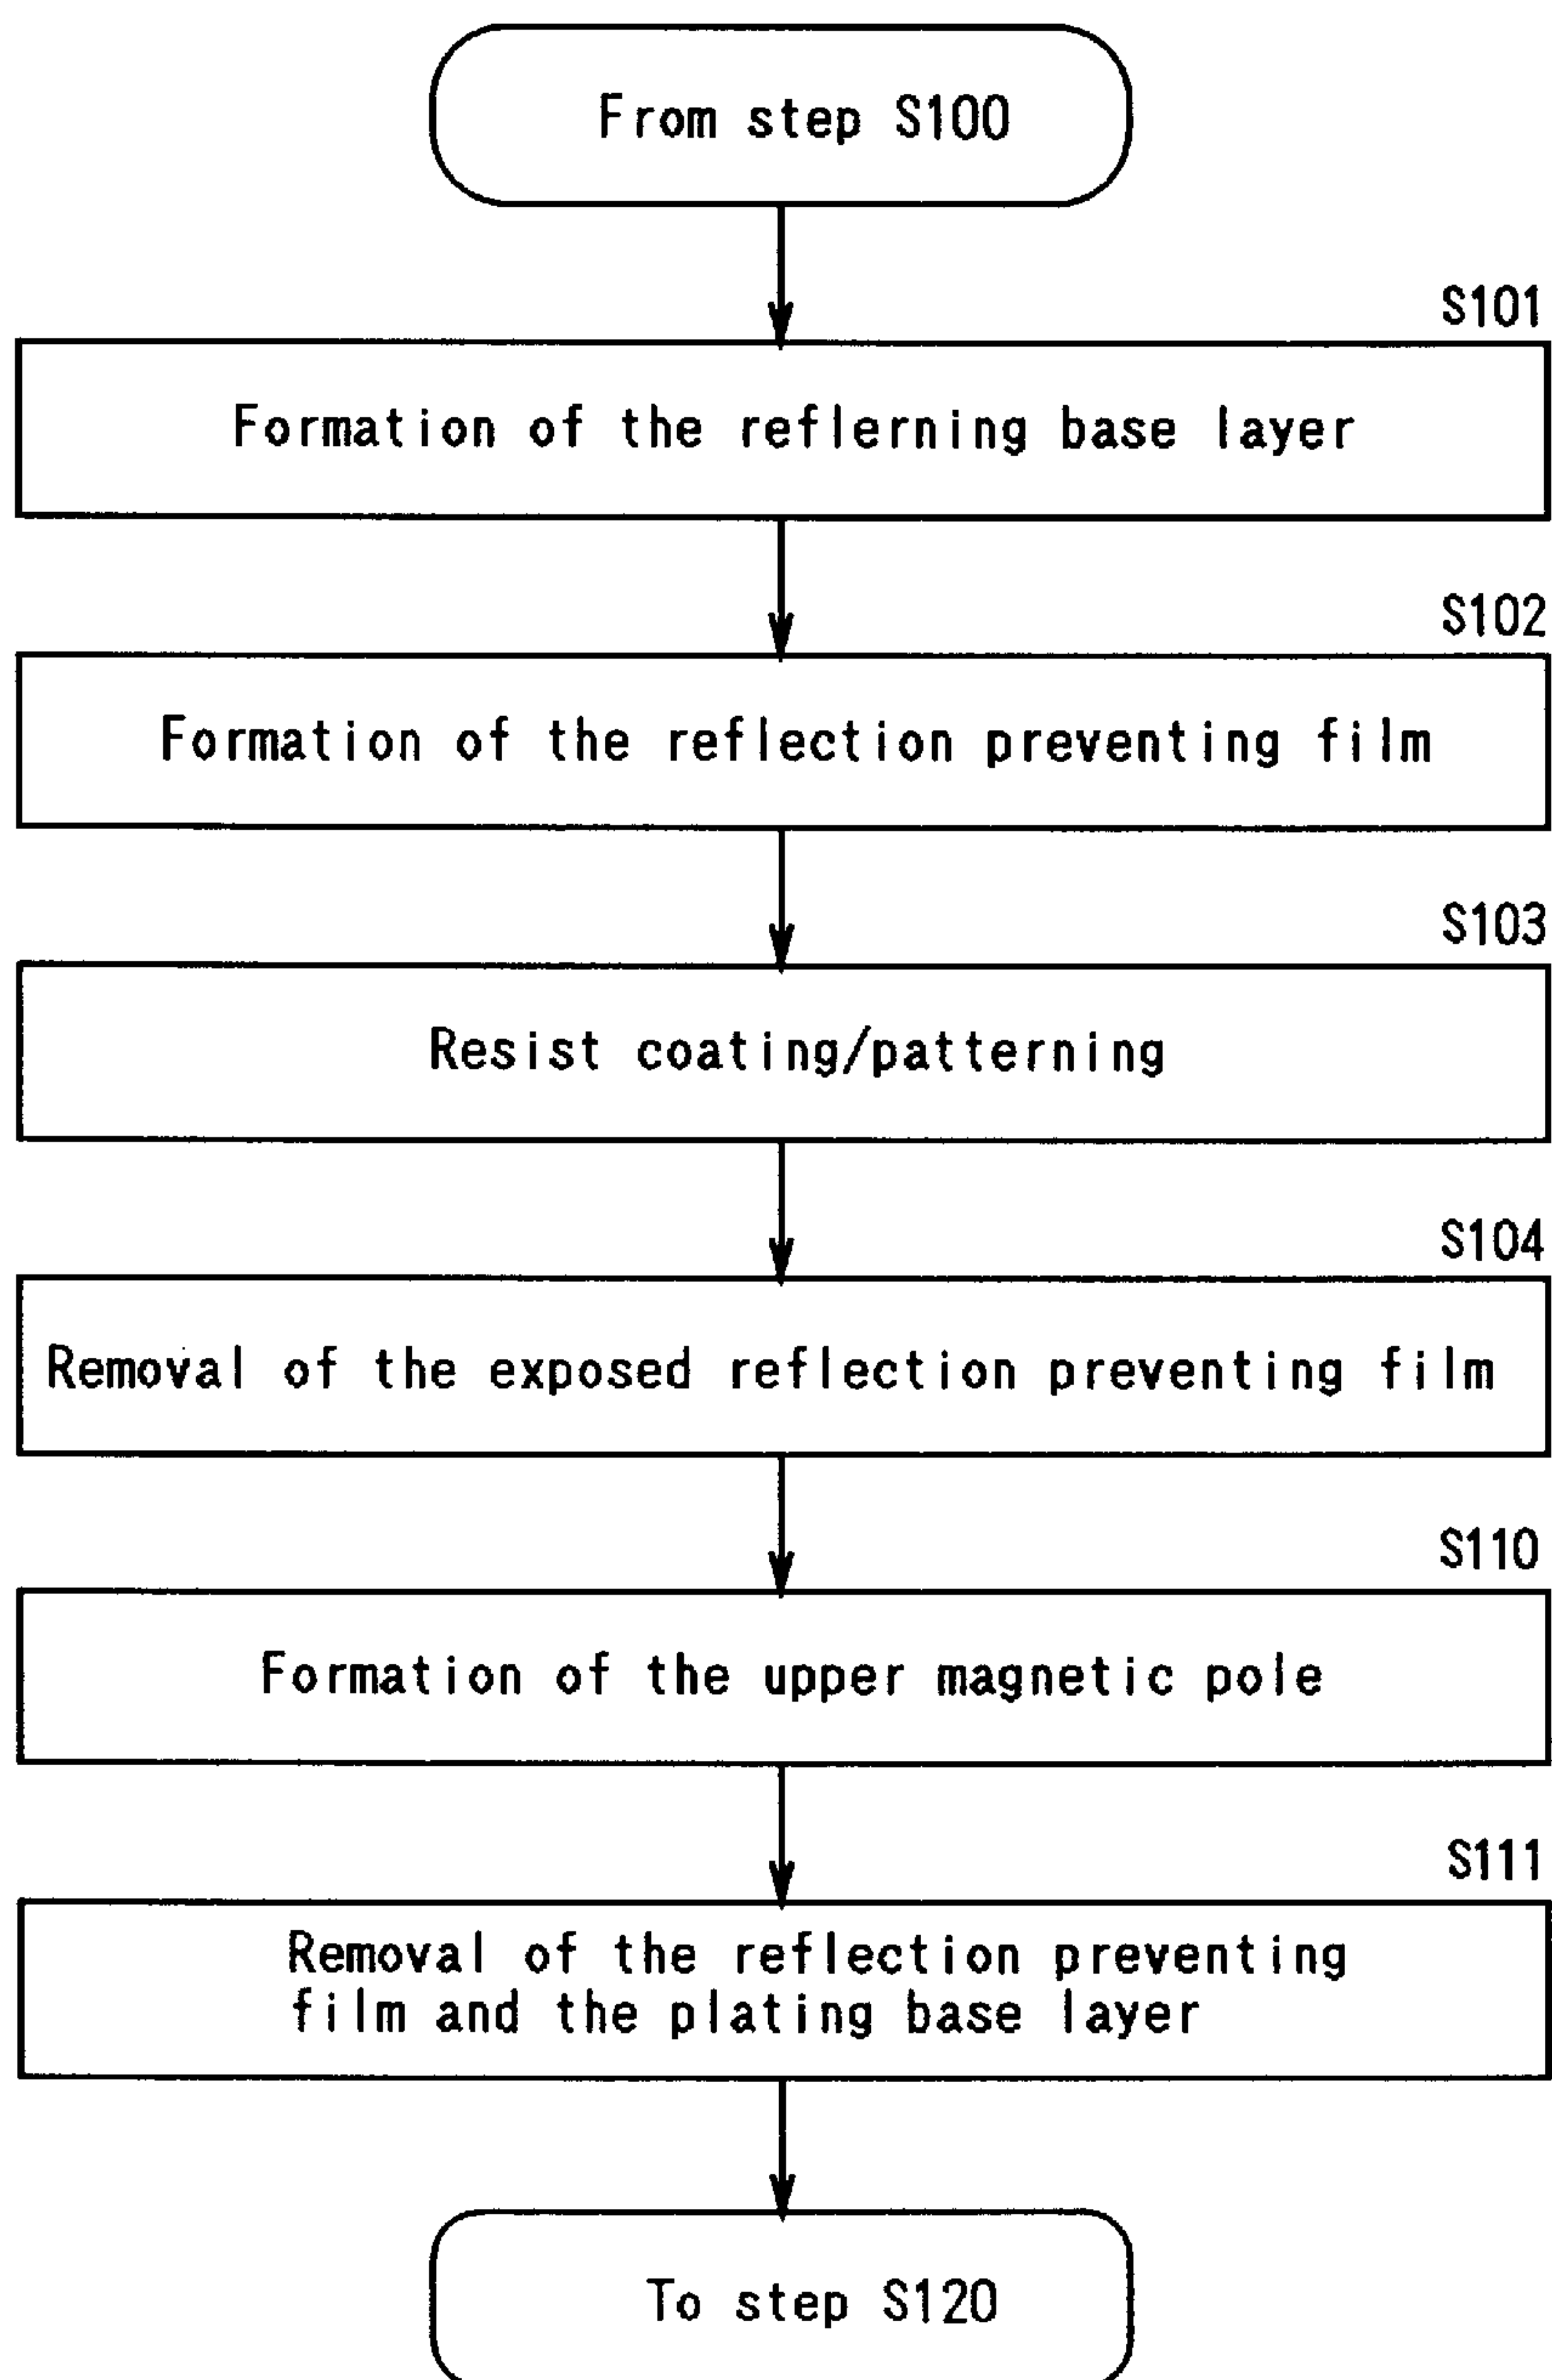 From step S100
S101
Formation of the reflerning base layer
S102
Formation of the reflection preventing film
S103
Resist coating/patterning
S104
Removal of the exposed reflection preventing film
S110
Formation of the upper magnetic pole
S111
Removal of the reflection preventing
film and the plating base layer
To step S120